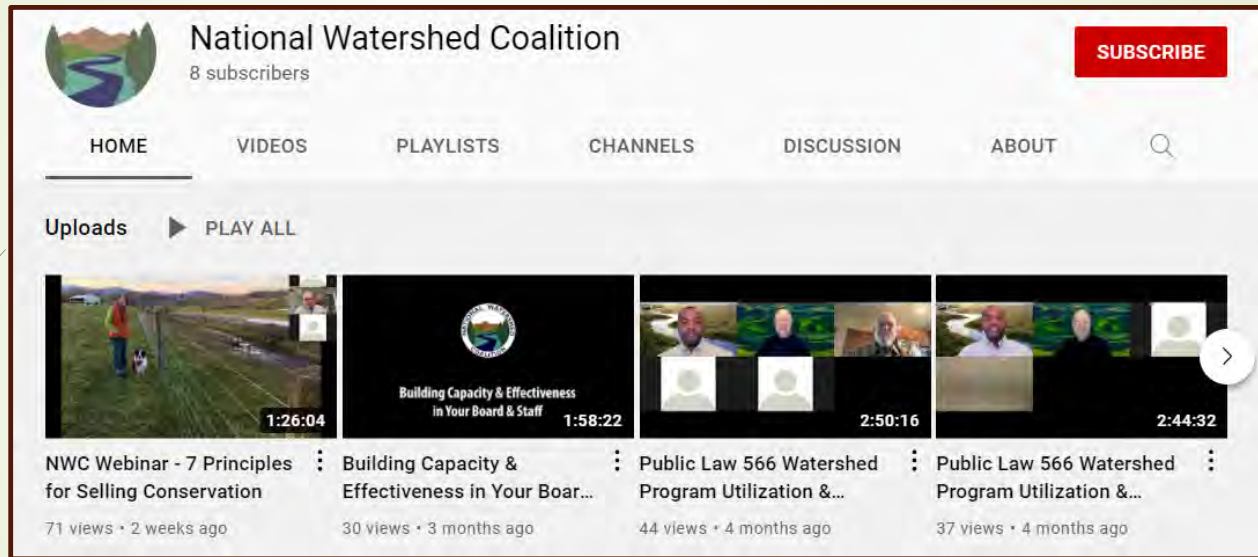 National Watershed Coalition
8 subscribers
SUBSCRIBE
HOME VIDEOS PLAYLISTS CHANNELS DISCUSSION ABOUT
Uploads PLAY ALL
1:26:04
NATIONAL WATERSHED
COALITION
Building Capacity & Effectiveness
in Your Board & Staff
1:58:22
2:50:16
2:44:32
NWC Webinar - 7 Principles
for Selling Conservation
71 views • 2 weeks ago
Building Capacity &
Effectiveness in Your Boar...
30 views • 3 months ago
Public Law 566 Watershed
Program Utilization &...
44 views • 4 months ago
Public Law 566 Watershed
Program Utilization &...
37 views • 4 months ago